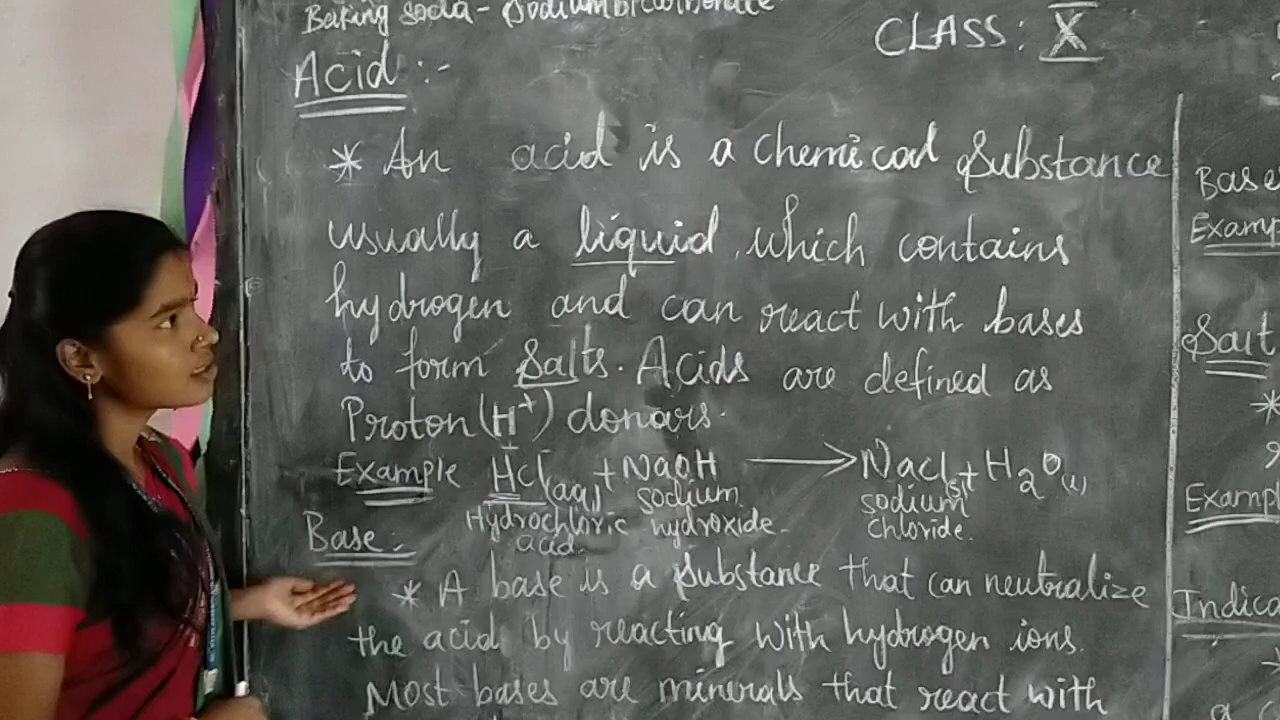 Baking soda - Sodium bicarbonate
CLASS : X
Acid :-
* An acid is a chemical Substance
usually a liquid, which contains
hydrogen and can react with bases
to form Salts. Acids are defined as
Proton (H+) donars.
Example HCl(aq) + NaOH → NaCl(s) + H2O(l)
Hydrochloric acid sodium hydroxide - sodium chloride.
Base :-
* A base is a substance that can neutralize
the acid by reacting with hydrogen ions.
Most bases are minerals that react with
Base
Examp
Salt
*
Exampl
Indica
*